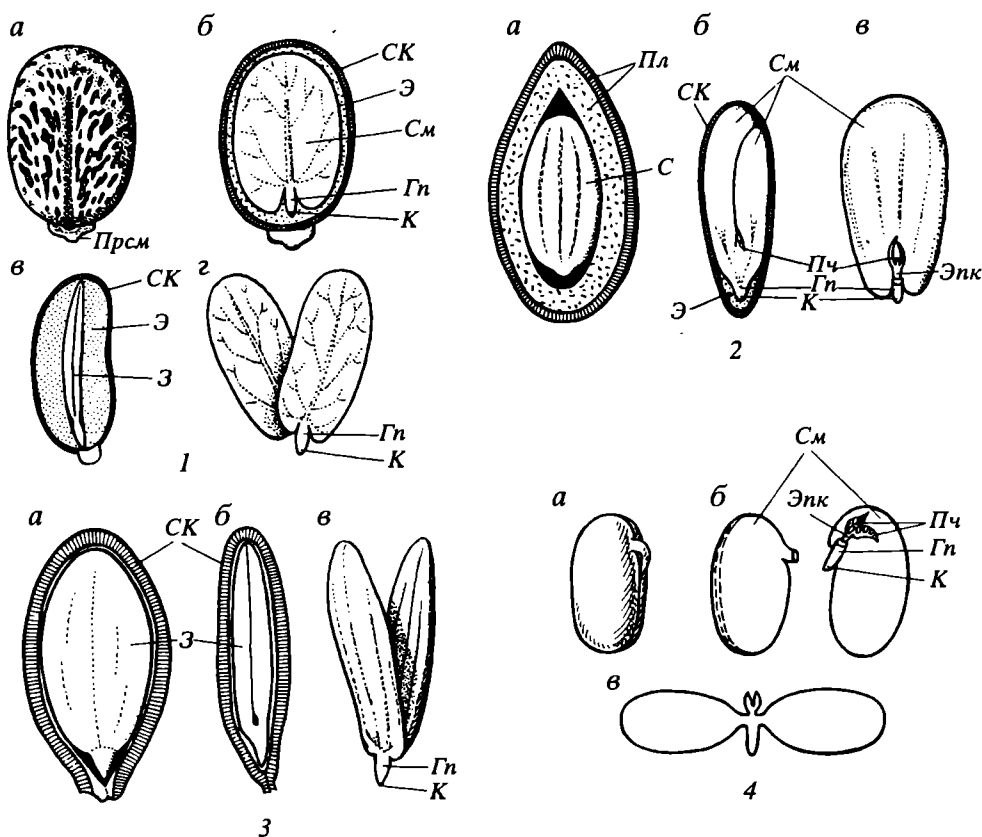 а
б
СК
Э
См
Гп
К
Прсм
в
СК
Э
З
г
Гп
К
1
а
Пл
С
б
СК
См
в
Пч
Эпк
Гп
Э
К
2
а
СК
б
в
З
Гп
К
3
См
а
б
Эпк
Пч
Гп
К
в
4